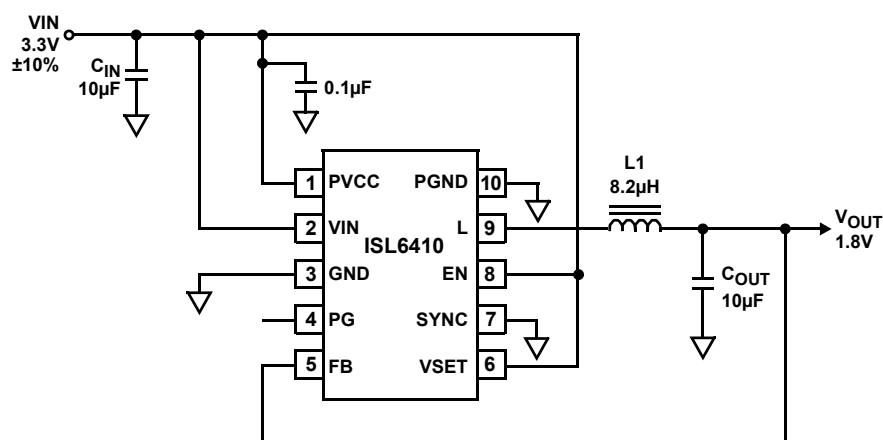 VIN
3.3V
±10%
CIN
10µF
0.1µF
1 PVCC
PGND 10
2 VIN
L 9
ISL6410
3 GND
EN 8
4 PG
SYNC 7
5 FB
VSET 6
L1
8.2µH
VOUT
1.8V
COUT
10µF